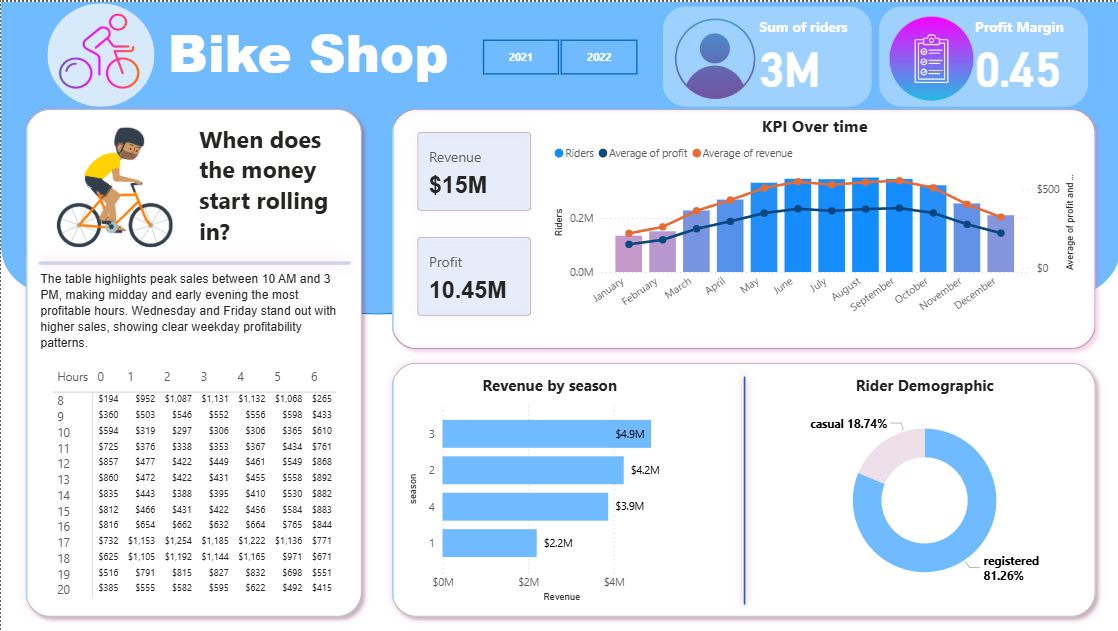 Bike Shop
2021
2022
Sum of riders
3M
Profit Margin
0.45
When does
the money
start rolling
in?
The table highlights peak sales between 10 AM and 3
PM, making midday and early evening the most
profitable hours. Wednesday and Friday stand out with
higher sales, showing clear weekday profitability
patterns.
Hours 0 1 2 3 4 5 6
8 $194 $952 $1,087 $1,131 $1,132 $1,068 $265
9 $360 $503 $546 $552 $556 $598 $433
10 $594 $319 $297 $306 $306 $365 $610
11 $725 $376 $338 $353 $367 $434 $761
12 $857 $477 $422 $449 $461 $549 $868
13 $860 $472 $422 $431 $455 $558 $892
14 $835 $443 $388 $395 $410 $530 $882
15 $812 $466 $431 $422 $456 $584 $883
16 $816 $654 $662 $632 $664 $765 $844
17 $732 $1,153 $1,254 $1,185 $1,222 $1,136 $771
18 $625 $1,105 $1,192 $1,144 $1,165 $971 $671
19 $516 $791 $815 $827 $832 $698 $551
20 $385 $555 $582 $595 $622 $492 $415
Revenue
$15M
Profit
10.45M
KPI Over time
Riders Average of profit Average of revenue
Riders
0.2M
0.0M
$500
$0
Average of profit and ...
January
February
March
April
May
June
July
August
September
October
November
December
Revenue by season
season
3 $4.9M
2 $4.2M
4 $3.9M
1 $2.2M
$0M $2M $4M
Revenue
Rider Demographic
casual 18.74%
registered
81.26%